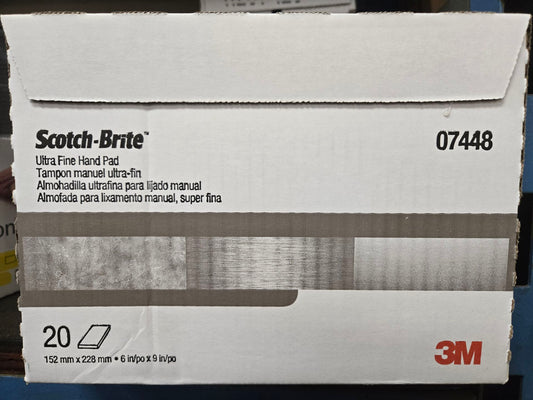 Scotch-Brite™
07448
Ultra Fine Hand Pad
Tampon manuel ultra-fin
Almohadilla ultrafina para lijado manual
Almofada para lixamento manual, super fina
20
152 mm x 228 mm • 6 in/po x 9 in/po
3M